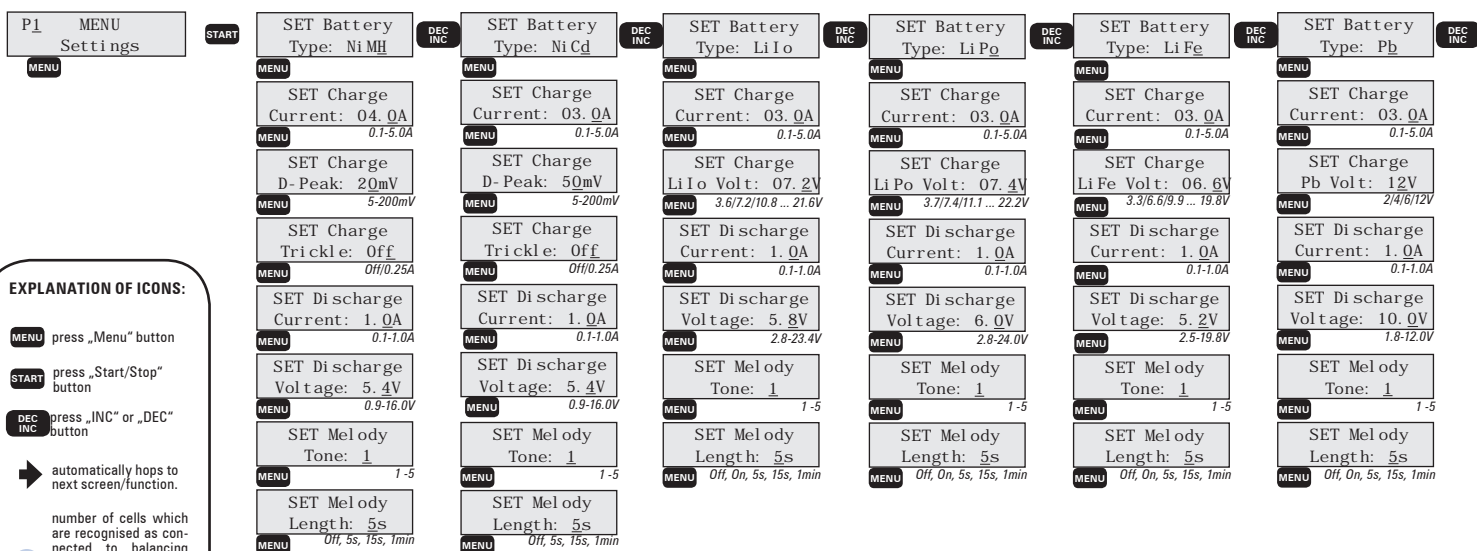 P1 MENU
Settings
MENU
START
SET Battery
Type: NiMH
MENU
SET Charge
Current: 04.0A
MENU 0.1-5.0A
SET Charge
D-Peak: 20mV
MENU 5-200mV
SET Charge
Trickle: Off
MENU Off/0.25A
SET Discharge
Current: 1.0A
MENU 0.1-1.0A
SET Discharge
Voltage: 5.4V
MENU 0.9-16.0V
SET Melody
Tone: 1
MENU 1-5
SET Melody
Length: 5s
MENU Off, 5s, 15s, 1min
DEC
INC
SET Battery
Type: NiCd
MENU
SET Charge
Current: 03.0A
MENU 0.1-5.0A
SET Charge
D-Peak: 50mV
MENU 5-200mV
SET Charge
Trickle: Off
MENU Off/0.25A
SET Discharge
Current: 1.0A
MENU 0.1-1.0A
SET Discharge
Voltage: 5.4V
MENU 0.9-16.0V
SET Melody
Tone: 1
MENU 1-5
SET Melody
Length: 5s
MENU Off, 5s, 15s, 1min
DEC
INC
SET Battery
Type: LiIo
MENU
SET Charge
Current: 03.0A
MENU 0.1-5.0A
SET Charge
LiIo Volt: 07.2V
MENU 3.6/7.2/10.8 ... 21.6V
SET Discharge
Current: 1.0A
MENU 0.1-1.0A
SET Discharge
Voltage: 5.8V
MENU 2.8-23.4V
SET Melody
Tone: 1
MENU 1-5
SET Melody
Length: 5s
MENU Off, On, 5s, 15s, 1min
DEC
INC
SET Battery
Type: LiPo
MENU
SET Charge
Current: 03.0A
MENU 0.1-5.0A
SET Charge
LiPo Volt: 07.4V
MENU 3.7/7.4/11.1 ... 22.2V
SET Discharge
Current: 1.0A
MENU 0.1-1.0A
SET Discharge
Voltage: 6.0V
MENU 2.8-24.0V
SET Melody
Tone: 1
MENU 1-5
SET Melody
Length: 5s
MENU Off, On, 5s, 15s, 1min
DEC
INC
SET Battery
Type: LiFe
MENU
SET Charge
Current: 03.0A
MENU 0.1-5.0A
SET Charge
LiFe Volt: 06.6V
MENU 3.3/6.6/9.9 ... 19.8V
SET Discharge
Current: 1.0A
MENU 0.1-1.0A
SET Discharge
Voltage: 5.2V
MENU 2.5-19.8V
SET Melody
Tone: 1
MENU 1-5
SET Melody
Length: 5s
MENU Off, On, 5s, 15s, 1min
DEC
INC
SET Battery
Type: Pb
MENU
SET Charge
Current: 03.0A
MENU 0.1-5.0A
SET Charge
Pb Volt: 12V
MENU 2/4/6/12V
SET Discharge
Current: 1.0A
MENU 0.1-1.0A
SET Discharge
Voltage: 10.0V
MENU 1.8-12.0V
SET Melody
Tone: 1
MENU 1-5
SET Melody
Length: 5s
MENU Off, On, 5s, 15s, 1min
DEC
INC
EXPLANATION OF ICONS:
MENU press „Menu“ button
START press „Start/Stop“
button
DEC
INC press „INC“ or „DEC“
button
automatically hops to
next screen/function.
number of cells which
are recognised as con-
nected to balancing